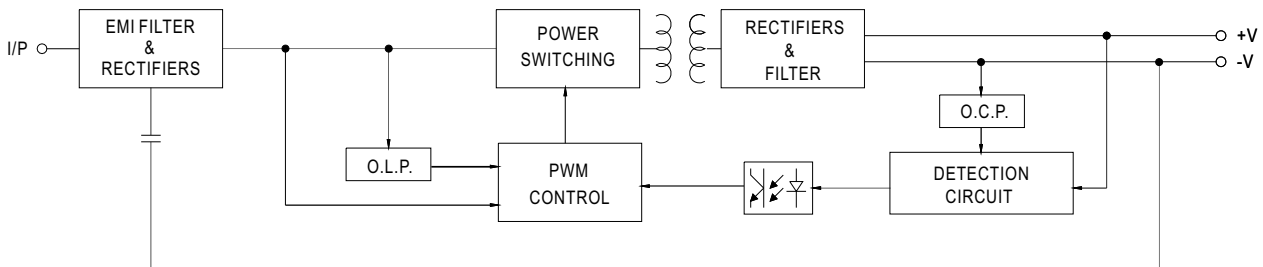 I/P
EMI FILTER
&
RECTIFIERS
POWER
SWITCHING
RECTIFIERS
&
FILTER
+V
-V
O.C.P.
O.L.P.
PWM
CONTROL
DETECTION
CIRCUIT